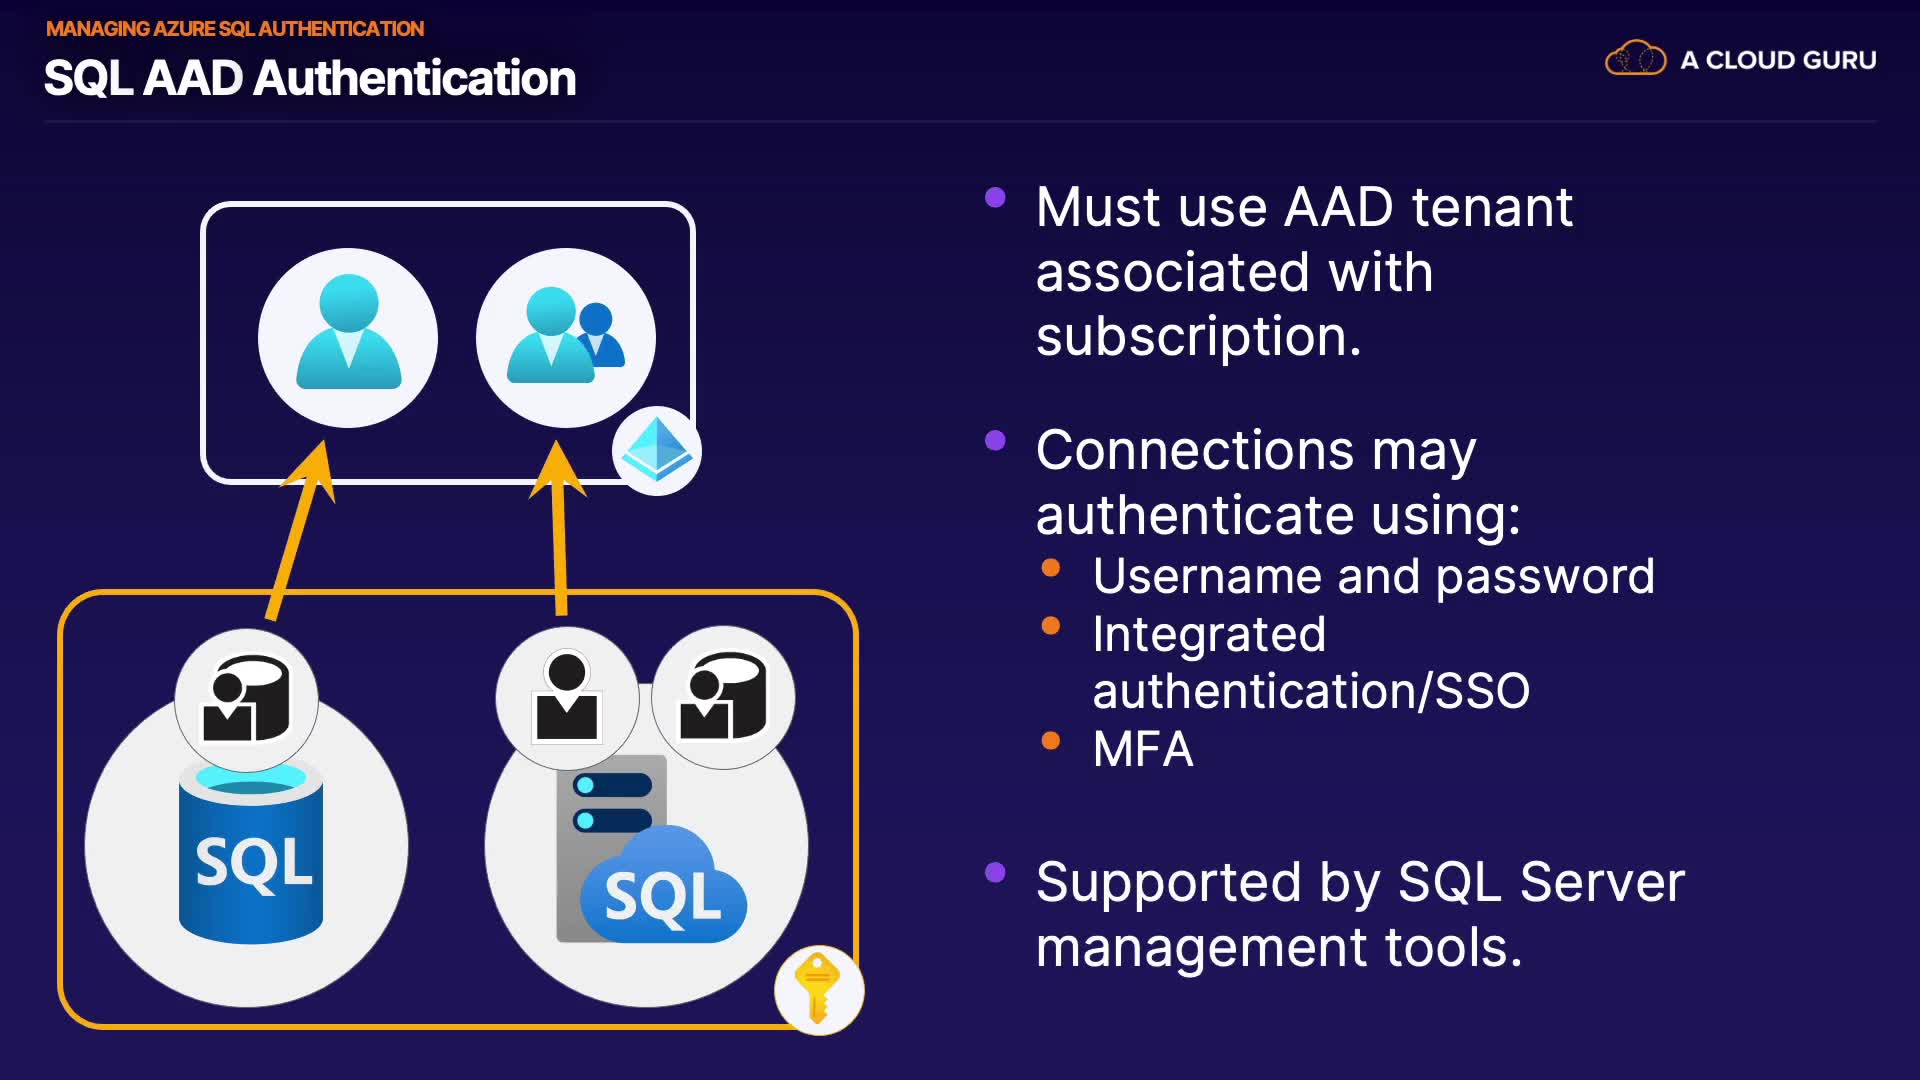 MANAGING AZURE SQL AUTHENTICATION
SQL AAD Authentication
A CLOUD GURU
Must use AAD tenant
associated with
subscription.
Connections may
authenticate using:
Username and password
Integrated
authentication/SSO
MFA
Supported by SQL Server
management tools.
SQL
SQL